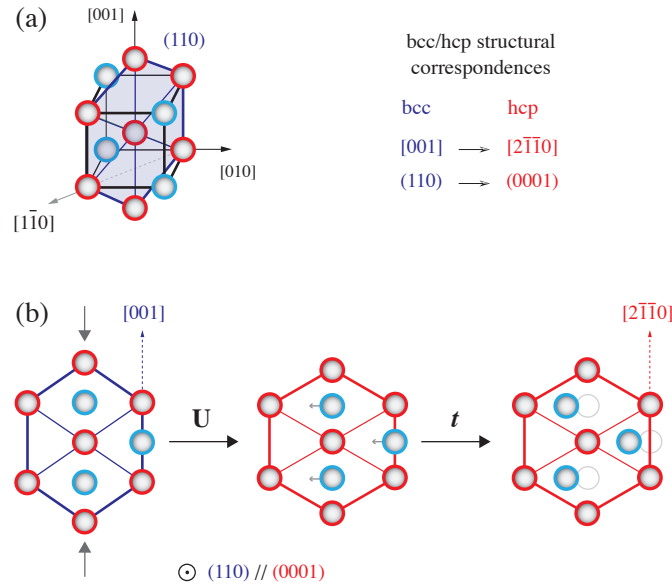 (a)
[001]
(110)
[010]
[11̄0]
bcc/hcp structural
correspondences
bcc hcp
[001] → [21̄1̄0]
(110) → (0001)
(b)
[001] [21̄1̄0]
U t
⊙ (110) // (0001)